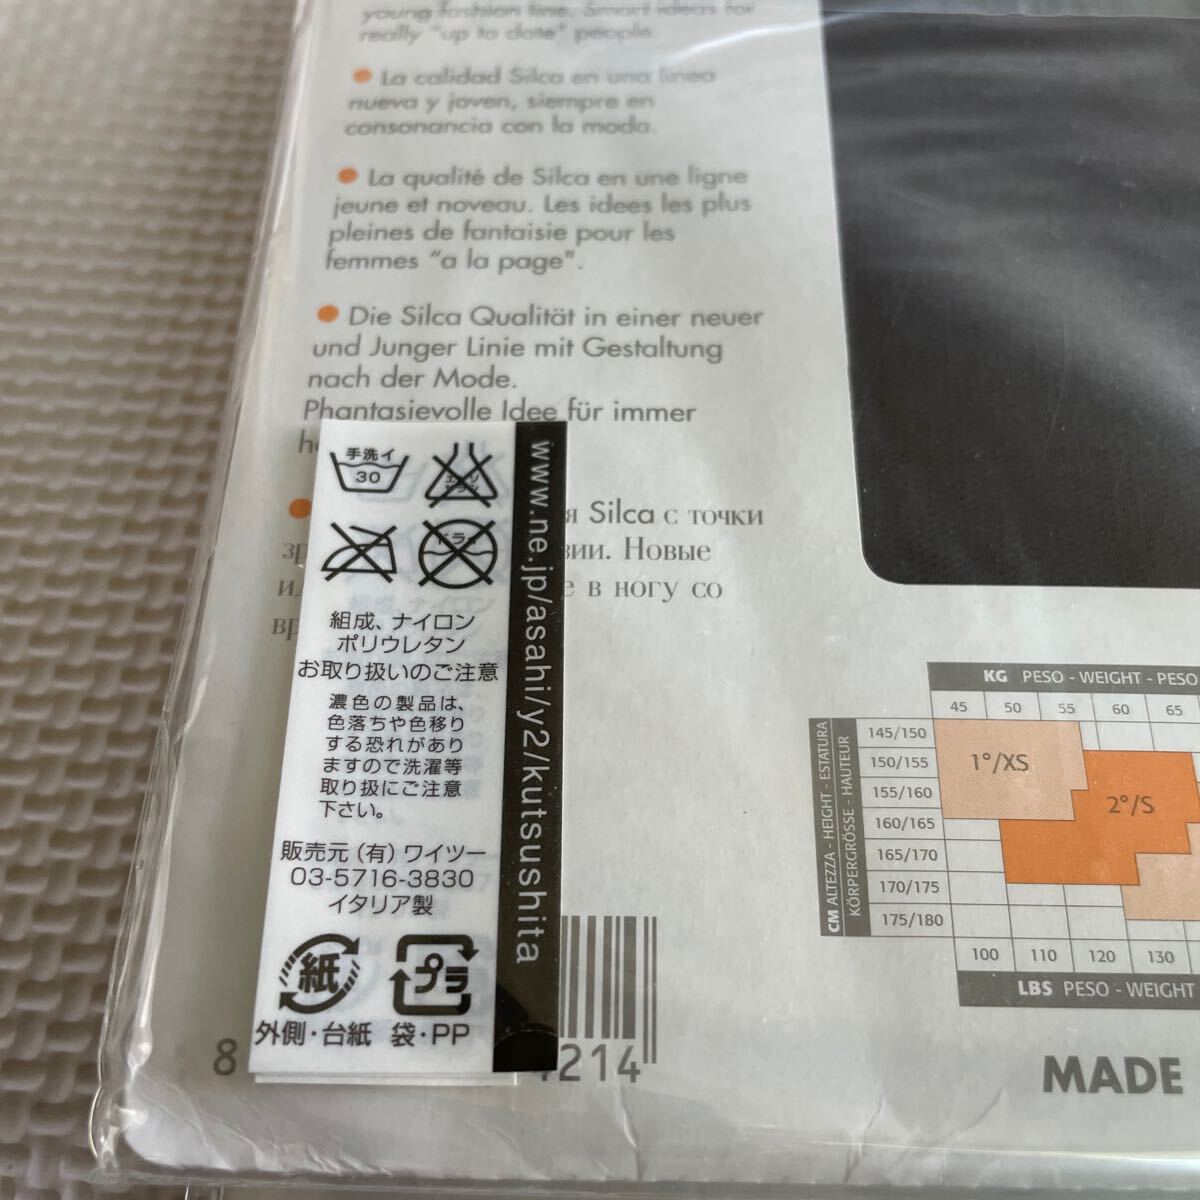 young fashion line. Smart ideas for
really "up to date" people.
La calidad Silca en una linea
nueva y joven, siempre en
consonancia con la moda.
La qualité de Silca en une ligne
jeune et noveau. Les idees les plus
pleines de fantaisie pour les
femmes "a la page".
Die Silca Qualität in einer neuer
und Junger Linie mit Gestaltung
nach der Mode.
Phantasievolle Idee für immer
я Silca с точки
зии. Новые
е в ногу со
手洗イ
30
ドライ
組成、ナイロン
ポリウレタン
お取り扱いのご注意
濃色の製品は、
色落ちや色移り
する恐れがあり
ますので洗濯等
取り扱にご注意
下さい。
販売元（有）ワイツー
03-5716-3830
イタリア製
紙
プラ
外側・台紙 袋・PP
www.ne.jp/asahi/y2/kutsushita
8
214
KG PESO - WEIGHT - PESO
45 50 55 60 65
CM ALTEZZA - HEIGHT - ESTATURA
KÖRPERGRÖSSE - HAUTEUR
145/150
150/155
155/160
160/165
165/170
170/175
175/180
1°/XS
2°/S
100 110 120 130
LBS PESO - WEIGHT
MADE